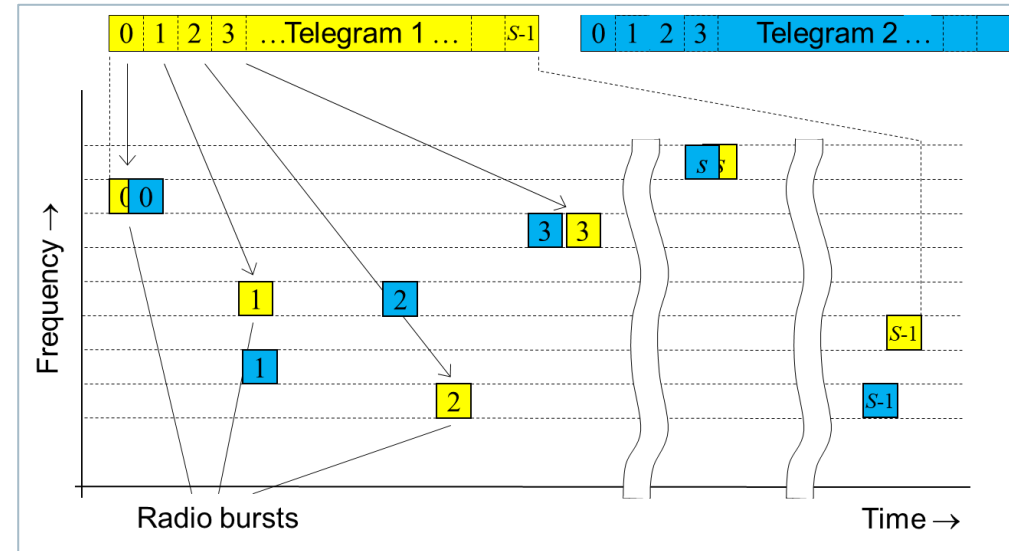 0 1 2 3 …Telegram 1 … S-1
0 1 2 3 Telegram 2 …
s s
0 0
3 3
1 2
S-1
1
2 S-1
Frequency →
Radio bursts
Time →